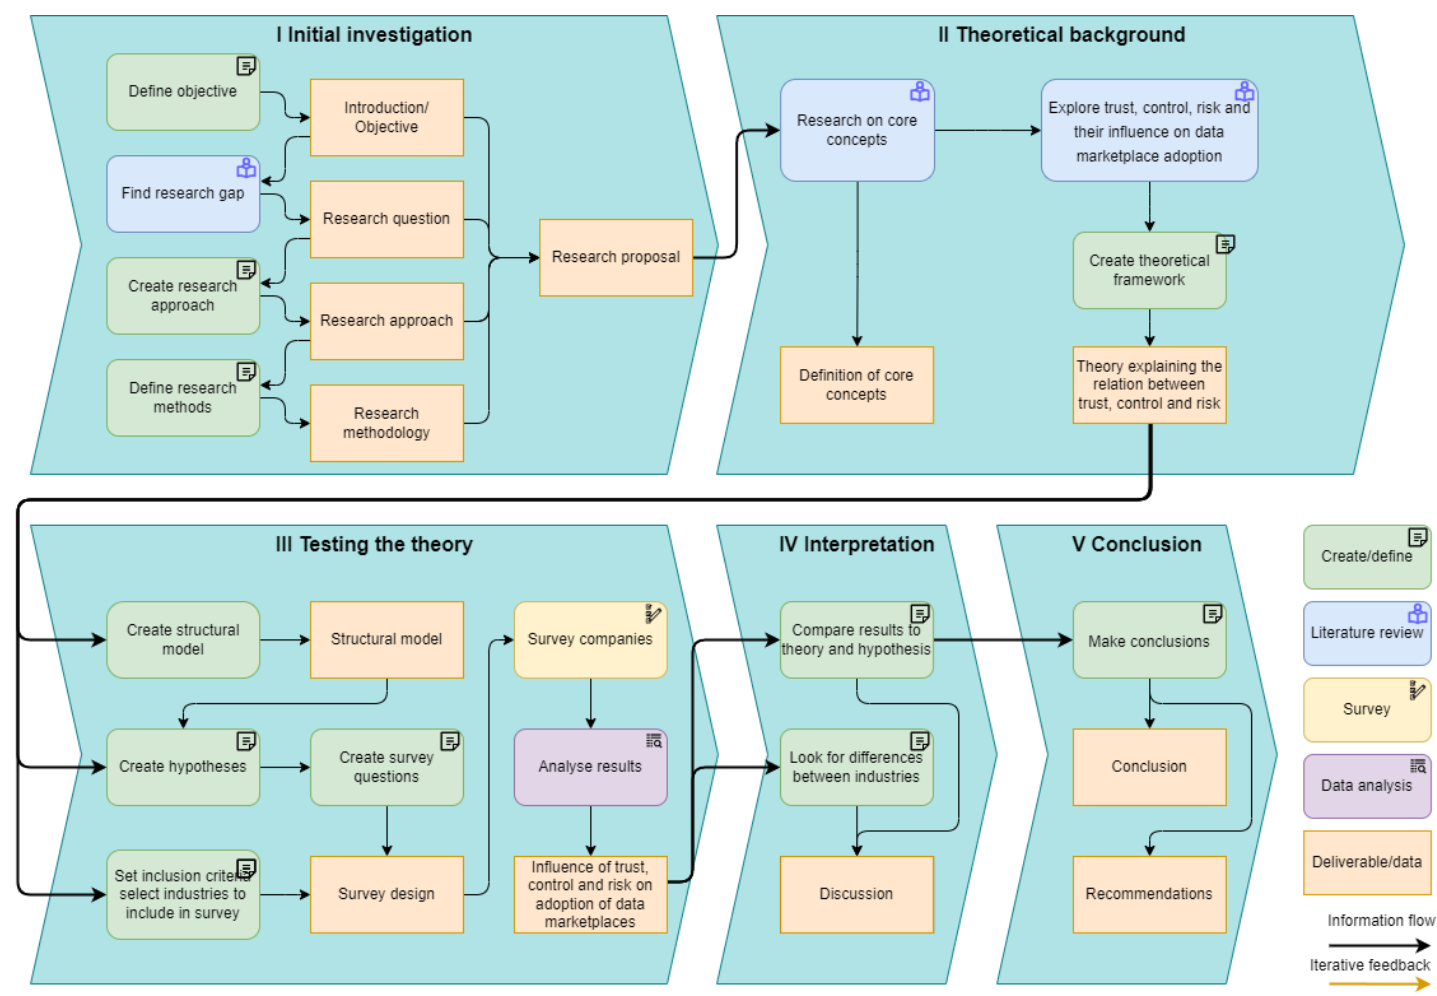 I Initial investigation
Define objective
Introduction/
Objective
Find research gap
Research question
Create research
approach
Research approach
Define research
methods
Research
methodology
Research proposal
II Theoretical background
Research on core
concepts
Explore trust, control, risk and
their influence on data
marketplace adoption
Create theoretical
framework
Definition of core
concepts
Theory explaining the
relation between
trust, control and risk
III Testing the theory
Create structural
model
Structural model
Survey companies
Create hypotheses
Create survey
questions
Analyse results
Set inclusion criteria
select industries to
include in survey
Survey design
Influence of trust,
control and risk on
adoption of data
marketplaces
IV Interpretation
Compare results to
theory and hypothesis
Look for differences
between industries
Discussion
V Conclusion
Make conclusions
Conclusion
Recommendations
Create/define
Literature review
Survey
Data analysis
Deliverable/data
Information flow
Iterative feedback